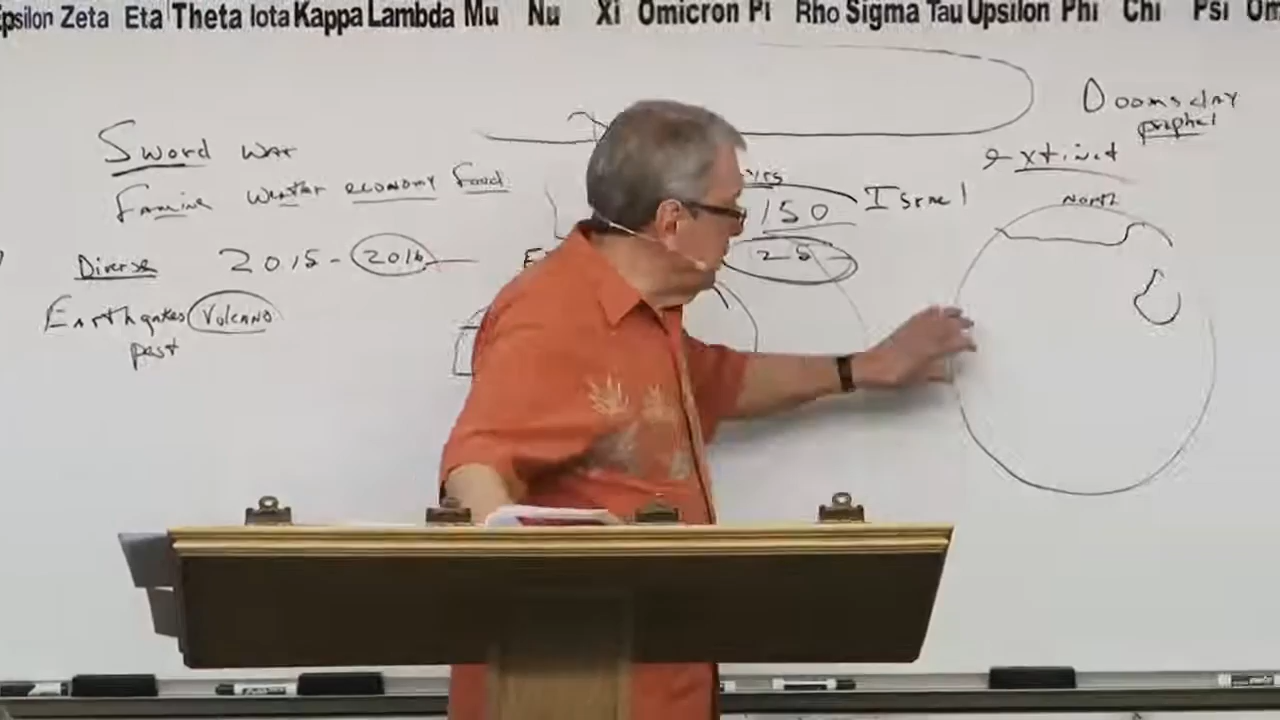 Zeta Eta Theta Iota Kappa Lambda Mu Nu Xi Omicron Pi Rho Sigma Tau Upsilon Phi Chi Psi
Doomsday
prophet
Sword war
extinct
Famine weather economy food
yrs
North
150 Israel
Diverse 2015 - 2016
25
Earthquakes Volcano
past